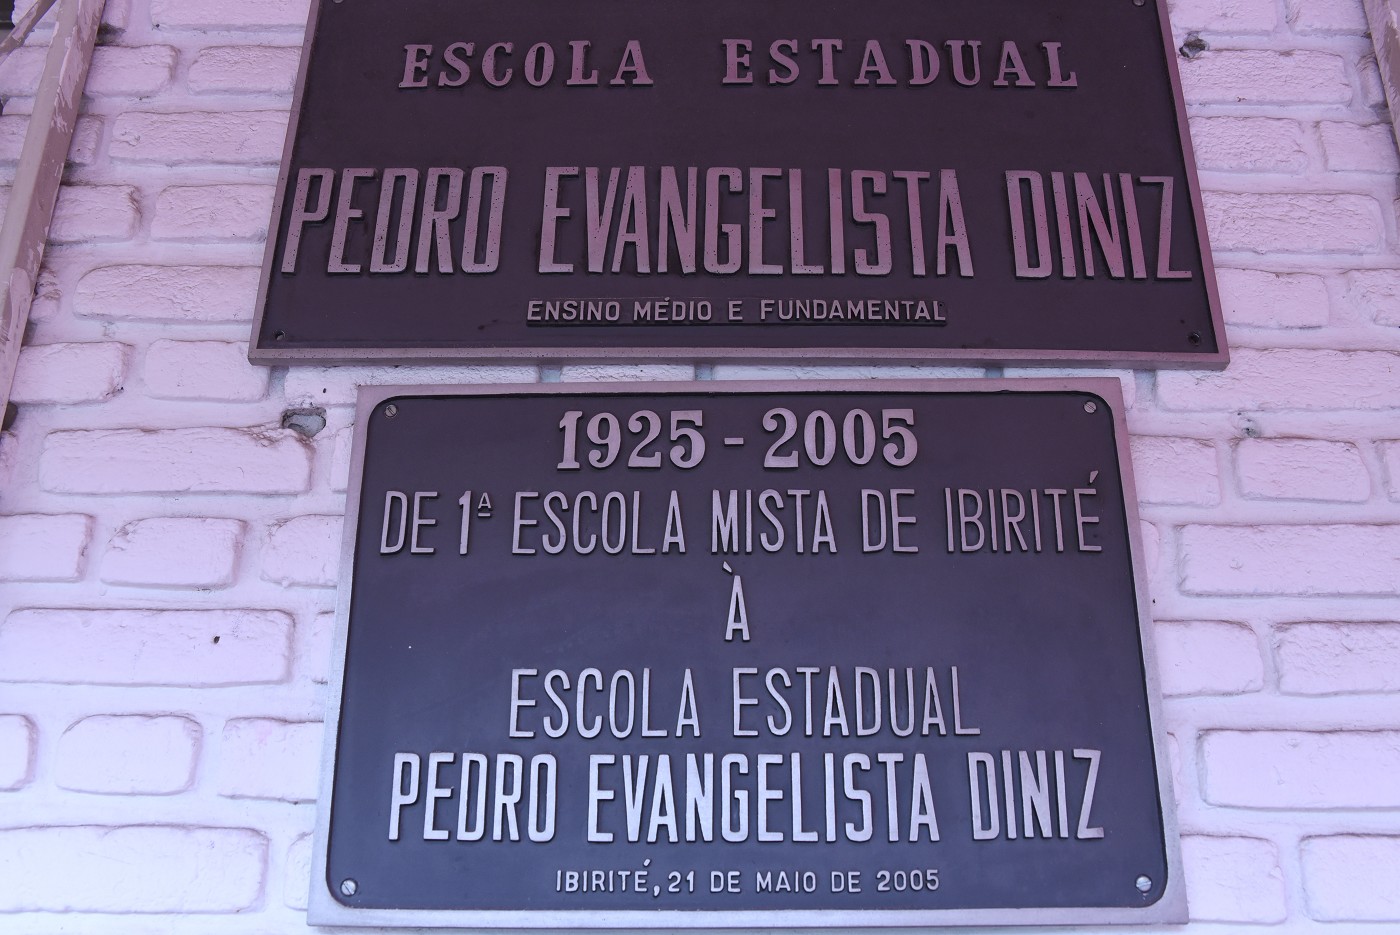 ESCOLA ESTADUAL
PEDRO EVANGELISTA DINIZ
ENSINO MÉDIO E FUNDAMENTAL
1925 - 2005
DE 1ª ESCOLA MISTA DE IBIRITÉ
À
ESCOLA ESTADUAL
PEDRO EVANGELISTA DINIZ
IBIRITÉ, 21 DE MAIO DE 2005